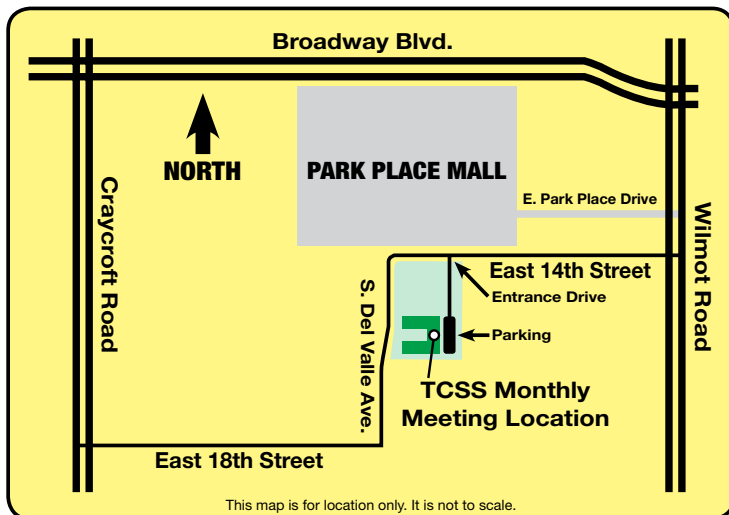 Broadway Blvd.
NORTH
PARK PLACE MALL
E. Park Place Drive
Craycroft Road
Wilmot Road
East 14th Street
Entrance Drive
S. Del Valle Ave.
Parking
TCSS Monthly
Meeting Location
East 18th Street
This map is for location only. It is not to scale.